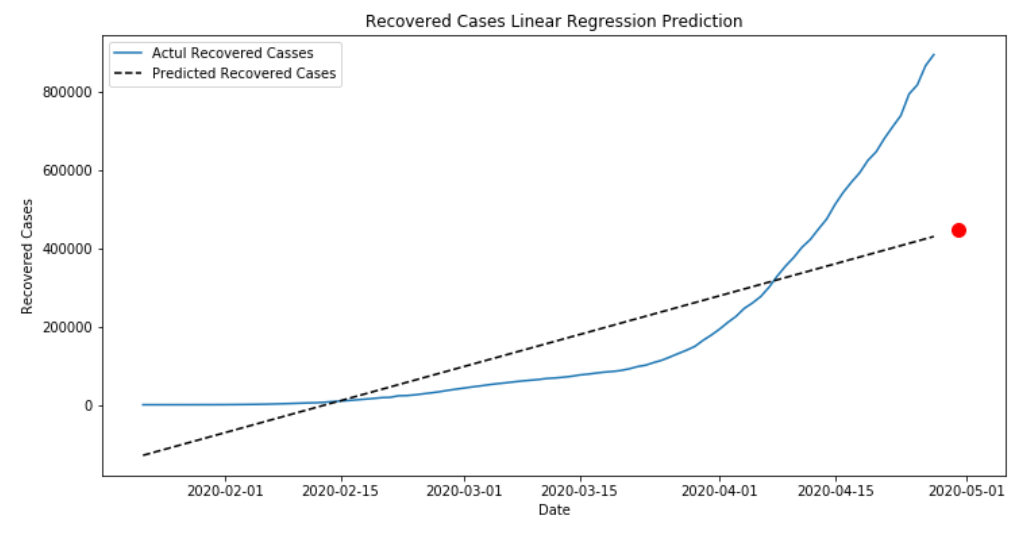 Recovered Cases Linear Regression Prediction
Actul Recovered Casses
Predicted Recovered Cases
800000
600000
400000
200000
0
Recovered Cases
2020-02-01 2020-02-15 2020-03-01 2020-03-15 2020-04-01 2020-04-15 2020-05-01
Date